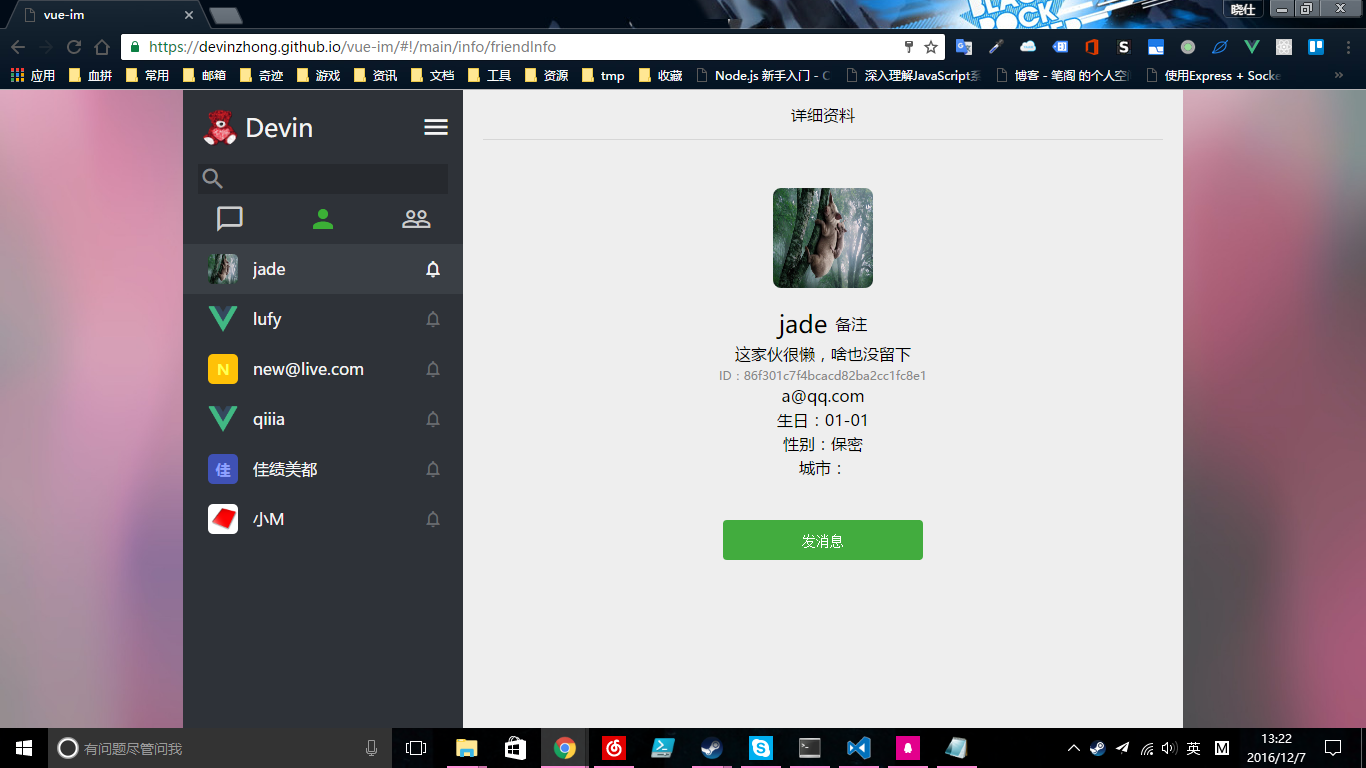 vue-im
晓仕
https://devinzhong.github.io/vue-im/#!/main/info/friendInfo
应用 血拼 常用 邮箱 奇迹 游戏 资讯 文档 工具 资源 tmp 收藏 Node.js 新手入门 - C 深入理解JavaScript系 博客 - 笔阁 的个人空 使用Express + Socke »
Devin
详细资料
jade
lufy
N new@live.com
qiiia
佳 佳绩美都
小M
jade 备注
这家伙很懒，啥也没留下
ID：86f301c7f4bcacd82ba2cc1fc8e1
a@qq.com
生日：01-01
性别：保密
城市：
发消息
有问题尽管问我
英 M
13:22
2016/12/7